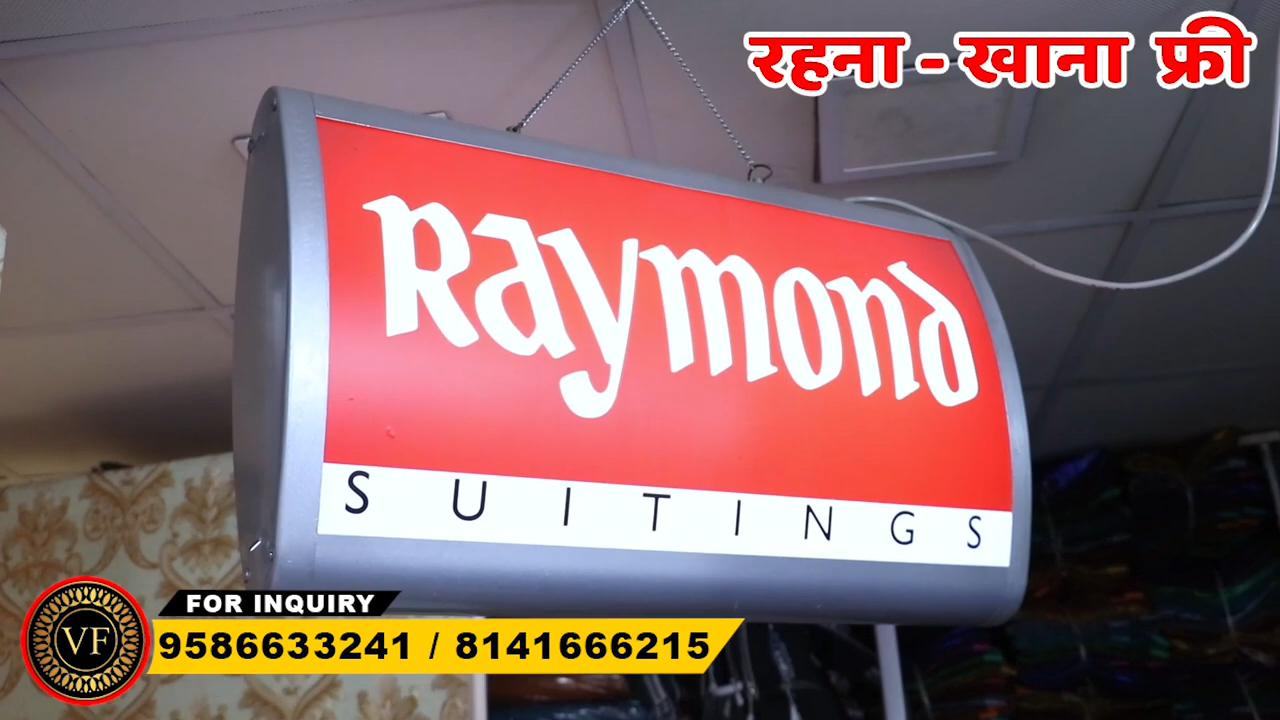 रहना - खाना फ्री
Raymond
SUITINGS
FOR INQUIRY
VF
9586633241 / 8141666215